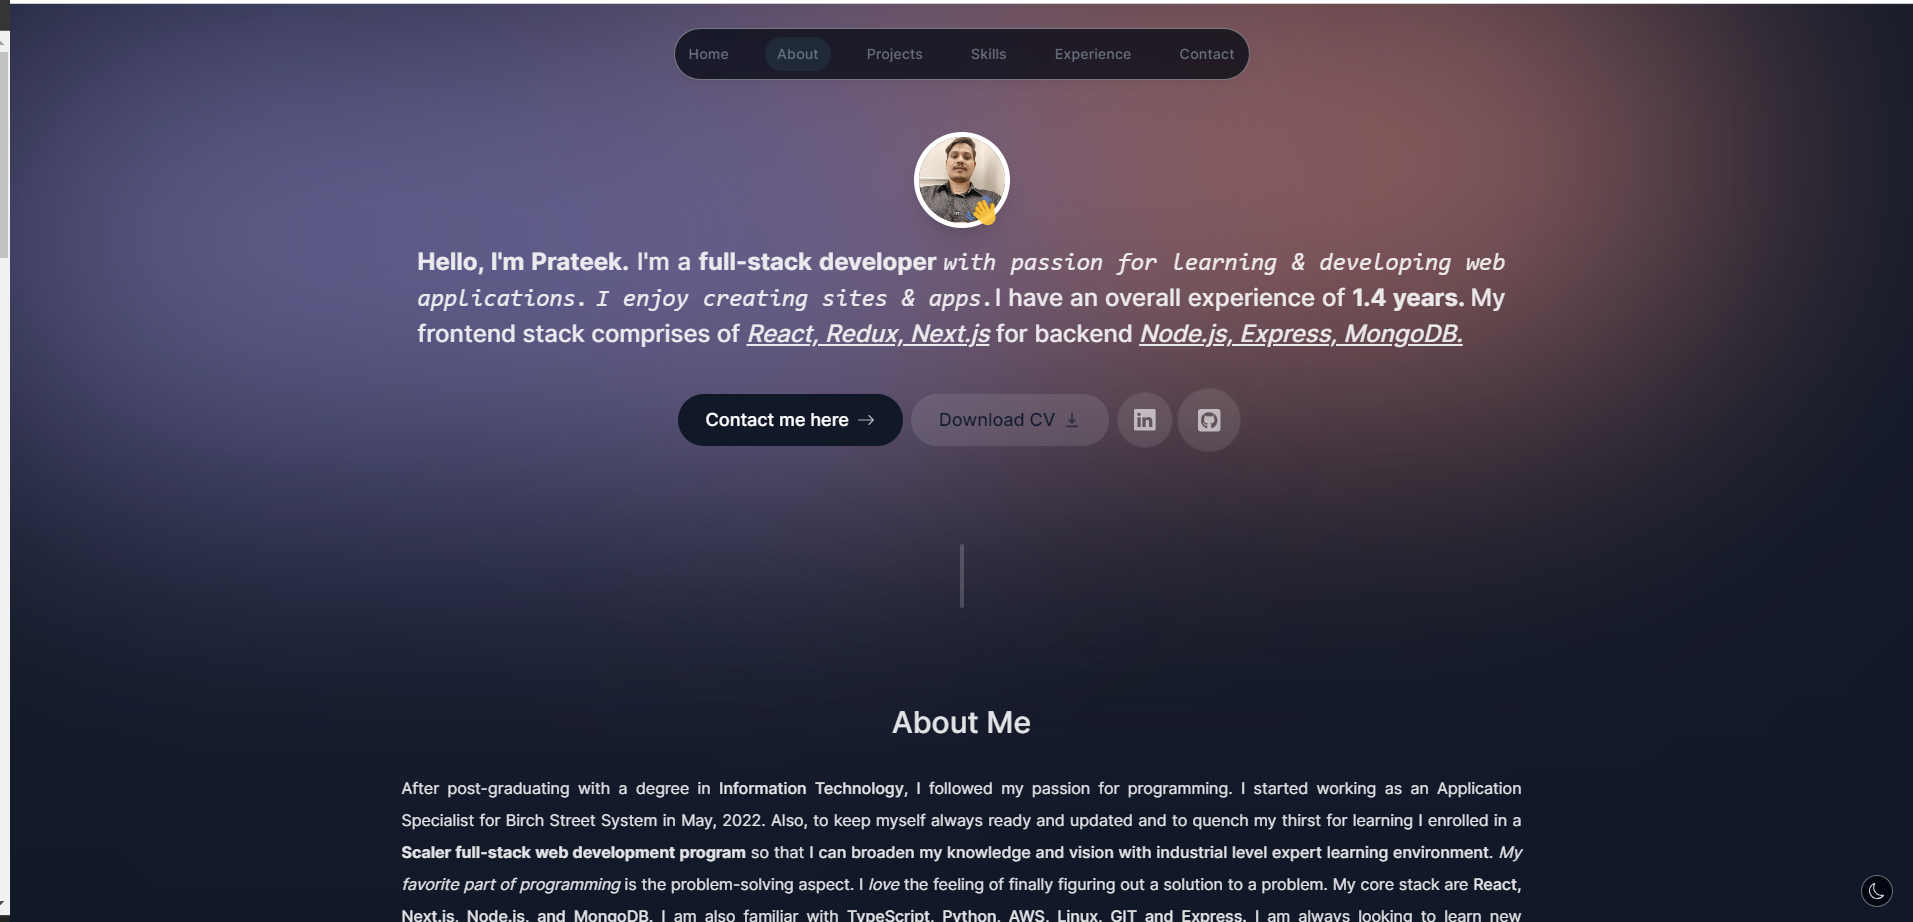 Home About Projects Skills Experience Contact
Hello, I'm Prateek. I'm a full-stack developer with passion for learning & developing web
applications. I enjoy creating sites & apps. I have an overall experience of 1.4 years. My
frontend stack comprises of React, Redux, Next.js for backend Node.js, Express, MongoDB.
Contact me here → Download CV in
About Me
After post-graduating with a degree in Information Technology, I followed my passion for programming. I started working as an Application
Specialist for Birch Street System in May, 2022. Also, to keep myself always ready and updated and to quench my thirst for learning I enrolled in a
Scaler full-stack web development program so that I can broaden my knowledge and vision with industrial level expert learning environment. My
favorite part of programming is the problem-solving aspect. I love the feeling of finally figuring out a solution to a problem. My core stack are React,
Next.js, Node.js, and MongoDB. I am also familiar with TypeScript, Python, AWS, Linux, GIT and Express. I am always looking to learn new